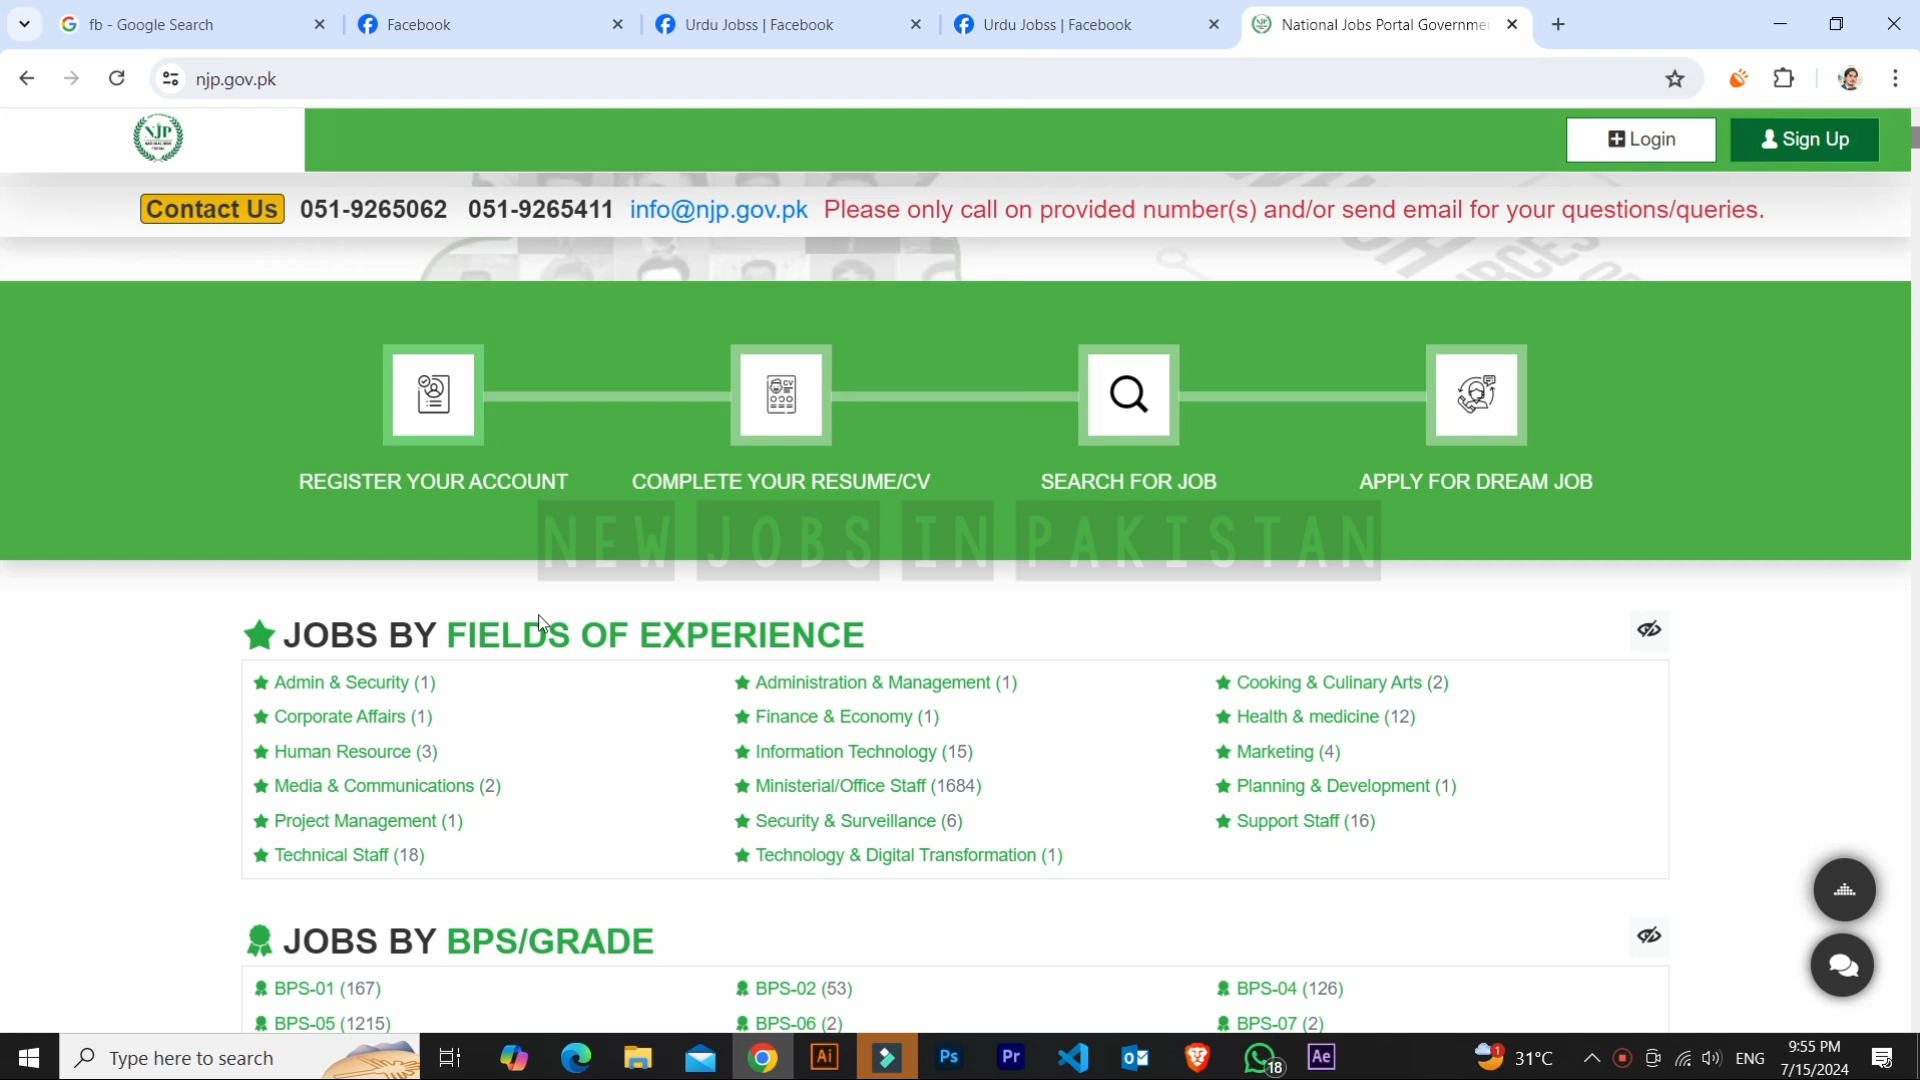 fb - Google Search
Facebook
Urdu Jobss | Facebook
Urdu Jobss | Facebook
National Jobs Portal Governme
njp.gov.pk
NJP
Login
Sign Up
Contact Us 051-9265062 051-9265411 info@njp.gov.pk Please only call on provided number(s) and/or send email for your questions/queries.
REGISTER YOUR ACCOUNT
COMPLETE YOUR RESUME/CV
SEARCH FOR JOB
APPLY FOR DREAM JOB
NEW JOBS IN PAKISTAN
JOBS BY FIELDS OF EXPERIENCE
Admin & Security (1)
Administration & Management (1)
Cooking & Culinary Arts (2)
Corporate Affairs (1)
Finance & Economy (1)
Health & medicine (12)
Human Resource (3)
Information Technology (15)
Marketing (4)
Media & Communications (2)
Ministerial/Office Staff (1684)
Planning & Development (1)
Project Management (1)
Security & Surveillance (6)
Support Staff (16)
Technical Staff (18)
Technology & Digital Transformation (1)
JOBS BY BPS/GRADE
BPS-01 (167)
BPS-02 (53)
BPS-04 (126)
BPS-05 (1215)
BPS-06 (2)
BPS-07 (2)
Type here to search
Ai
Ps
Pr
18
Ae
1
31°C
ENG
9:55 PM
7/15/2024